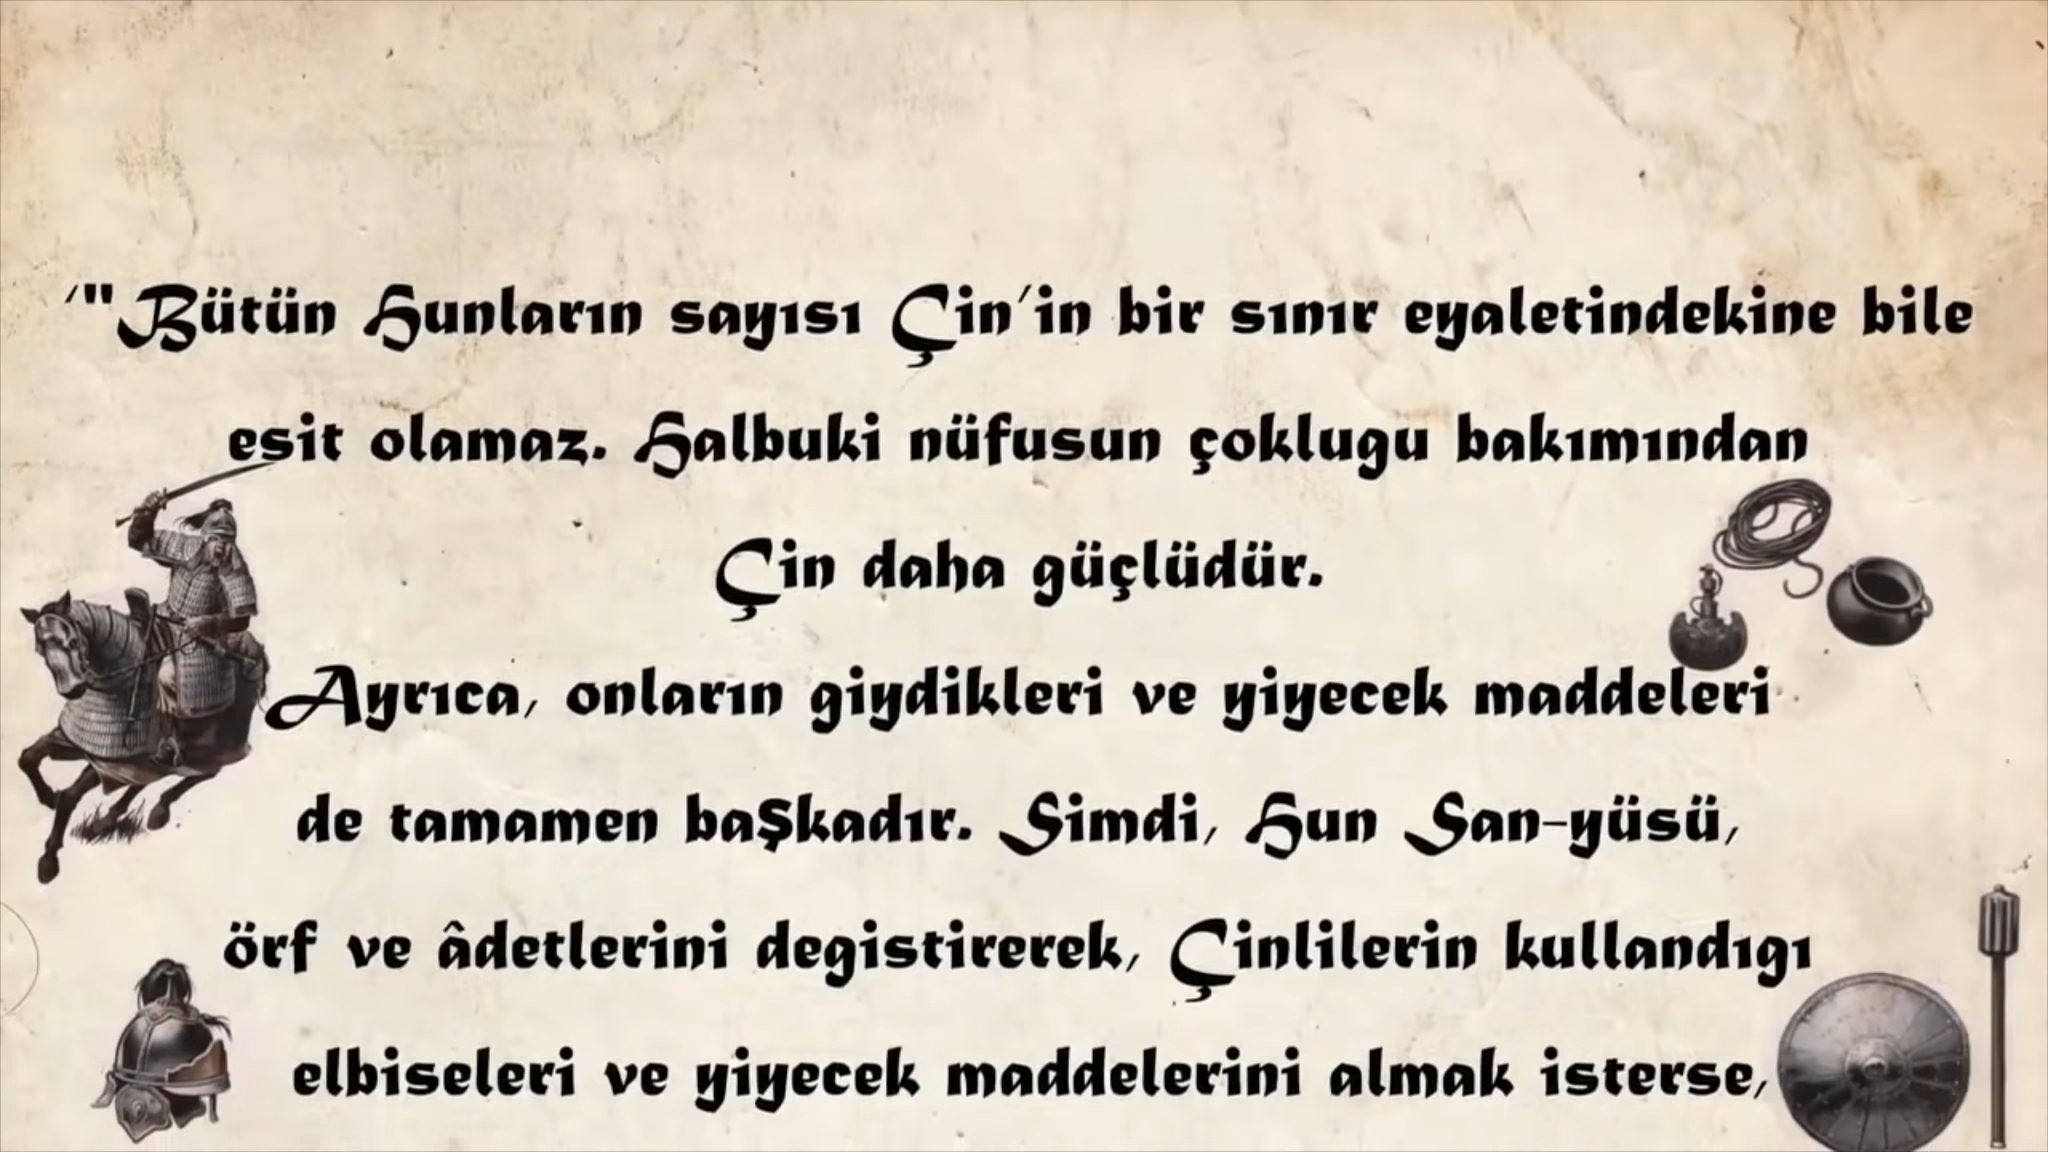 '"Bütün Hunların sayısı Çin'in bir sınır eyaletindekine bile
esit olamaz. Halbuki nüfusun çoklugu bakımından
Çin daha güçlüdür.
Ayrıca, onların giydikleri ve yiyecek maddeleri
de tamamen başkadır. Simdi, Hun San-yüsü,
örf ve âdetlerini degistirerek, Çinlilerin kullandıgı
elbiseleri ve yiyecek maddelerini almak isterse,